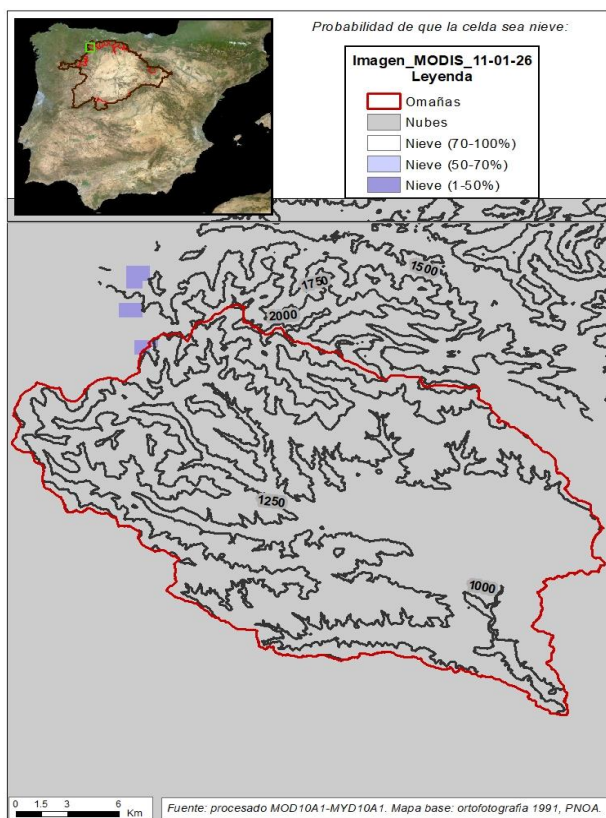 Probabilidad de que la celda sea nieve:
Imagen_MODIS_11-01-26
Leyenda
Omañas
Nubes
Nieve (70-100%)
Nieve (50-70%)
Nieve (1-50%)
1500
1750
2000
1250
1000
0 1.5 3 6
Km
Fuente: procesado MOD10A1-MYD10A1. Mapa base: ortofotografia 1991, PNOA.